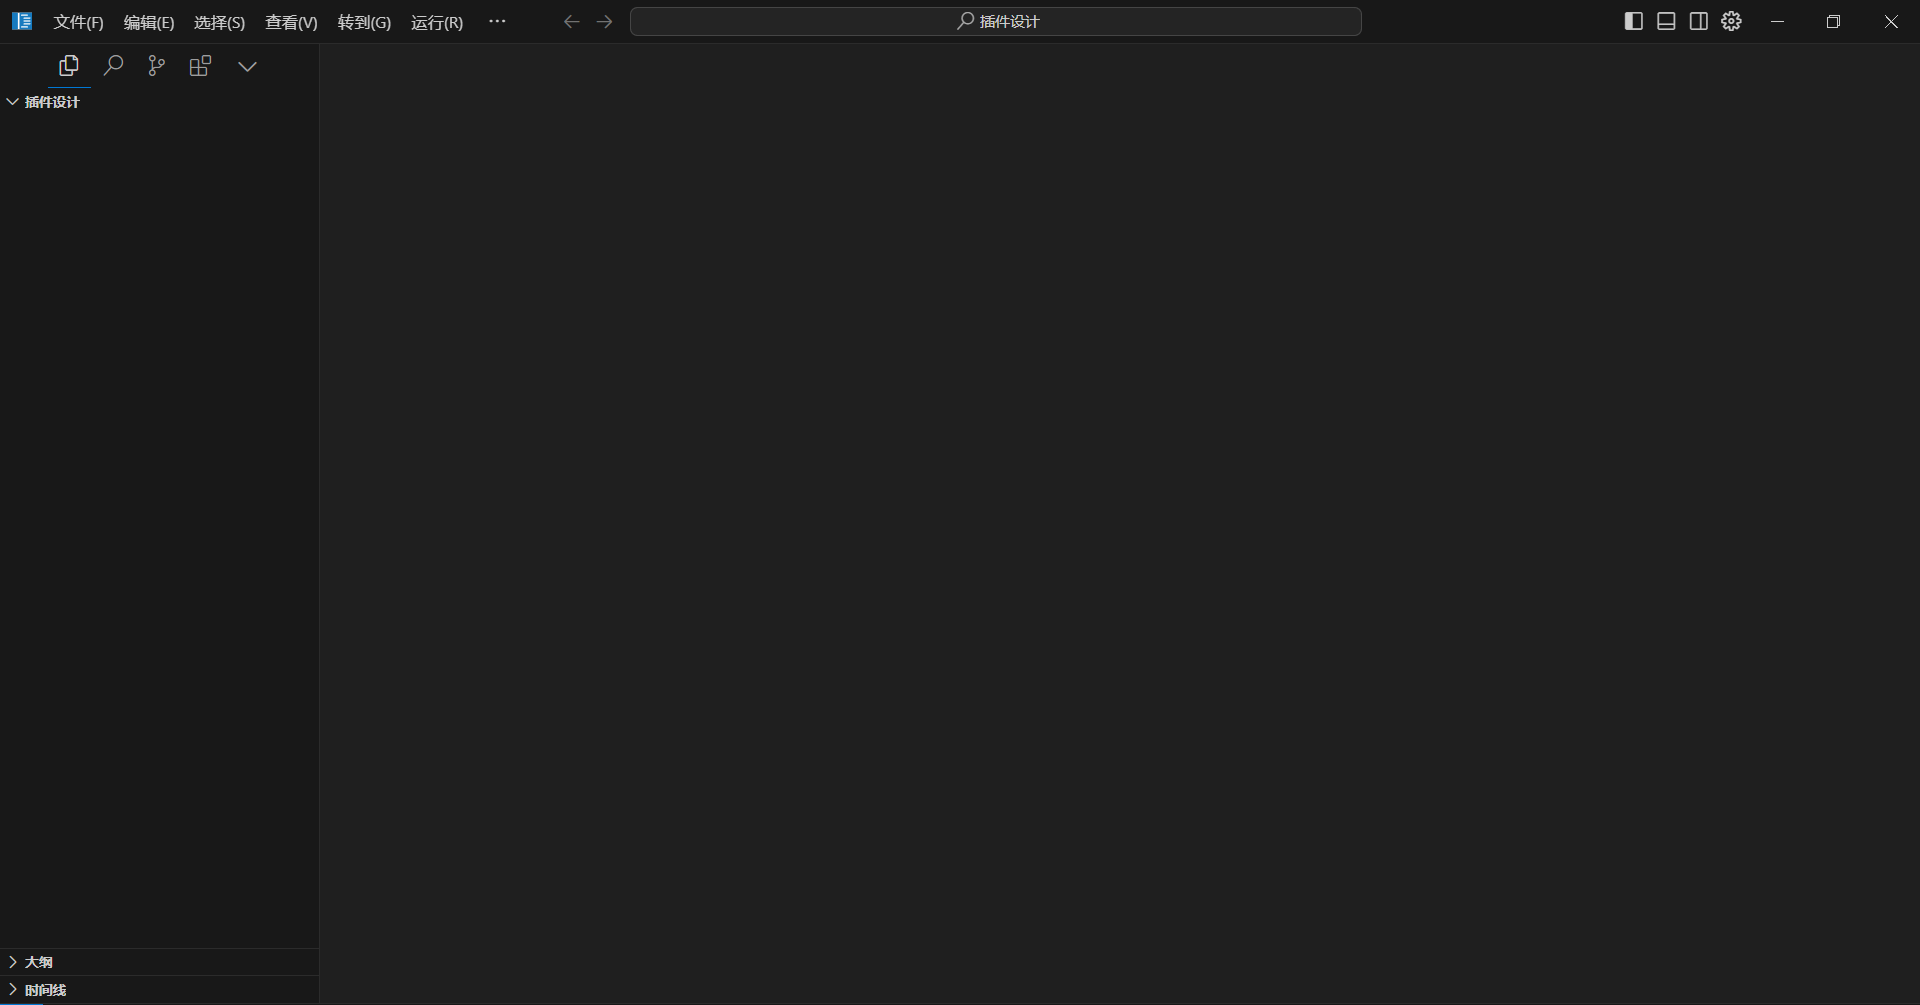 文件(F) 编辑(E) 选择(S) 查看(V) 转到(G) 运行(R) ··· 插件设计
插件设计
大纲
时间线